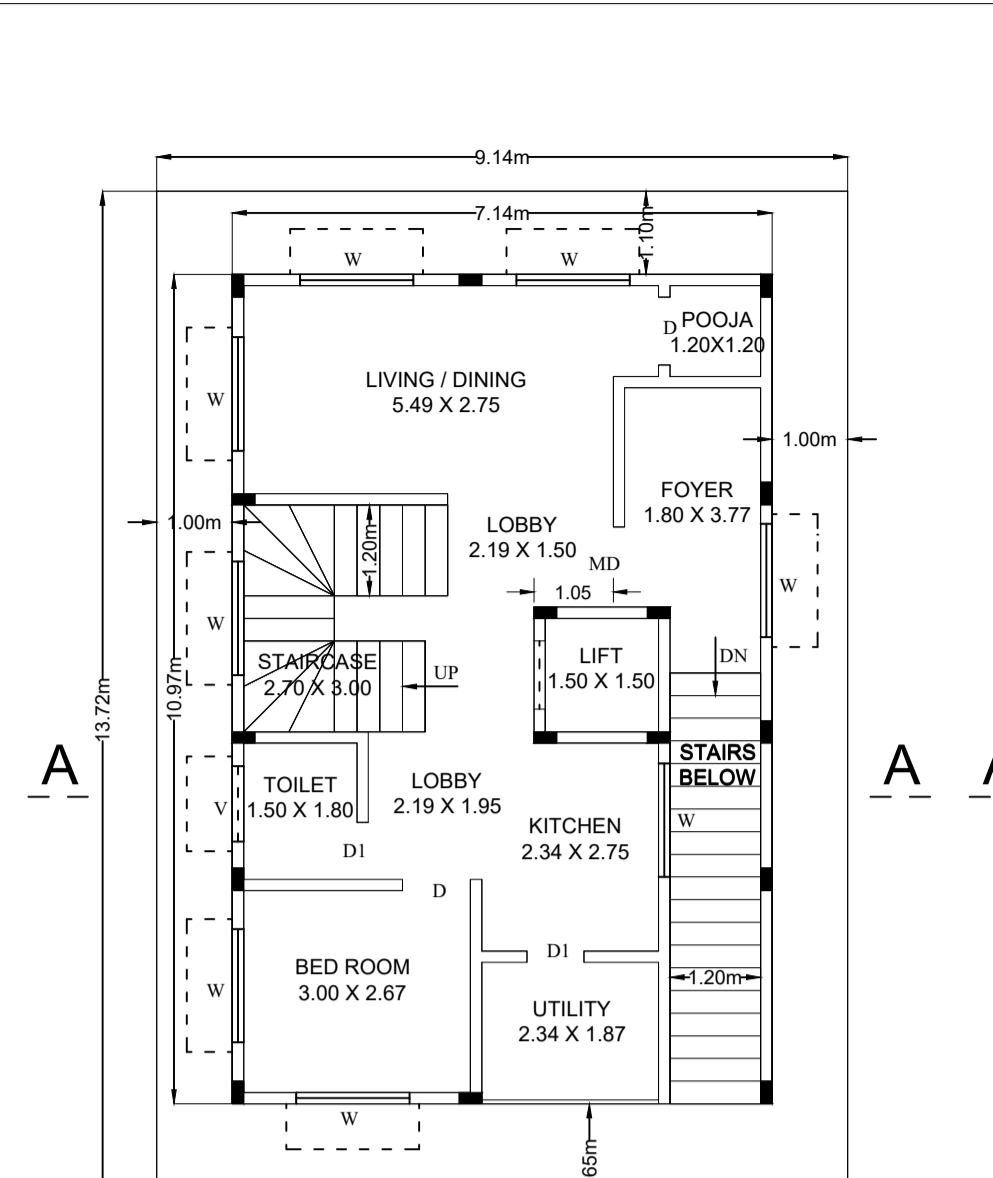 9.14m
7.14m
1.10m
W
W
D
POOJA
1.20X1.20
LIVING / DINING
5.49 X 2.75
W
1.00m
FOYER
1.80 X 3.77
1.00m
1.20m
LOBBY
2.19 X 1.50
MD
1.05
W
W
STAIRCASE
2.70 X 3.00
UP
LIFT
1.50 X 1.50
DN
13.72m
10.97m
A
STAIRS
BELOW
A
TOILET
1.50 X 1.80
V
LOBBY
2.19 X 1.95
KITCHEN
2.34 X 2.75
W
D1
D
D1
BED ROOM
3.00 X 2.67
W
1.20m
UTILITY
2.34 X 1.87
W
65m